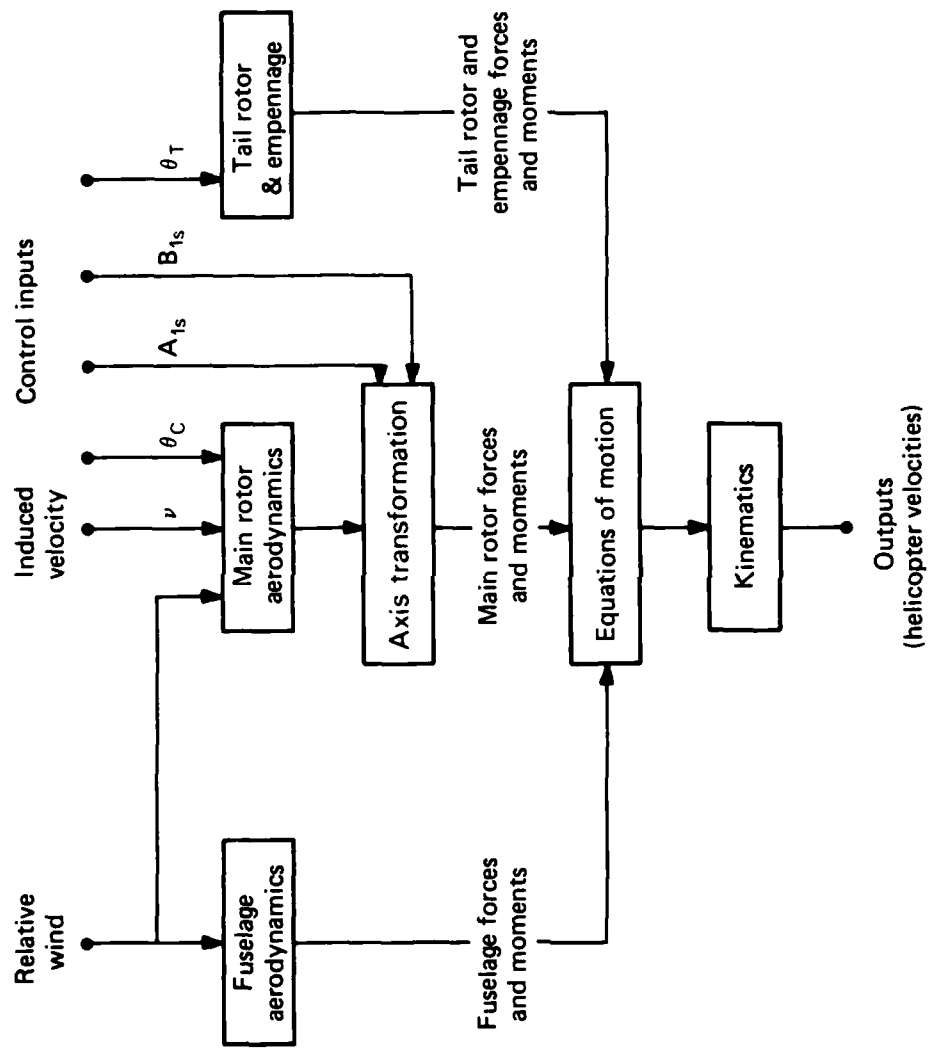 Relative
wind
Induced
velocity
Control inputs
ν
θC
A1s
B1s
θT
Fuselage
aerodynamics
Main rotor
aerodynamics
Tail rotor
& empennage
Axis transformation
Fuselage forces
and moments
Main rotor forces
and moments
Tail rotor and
empennage forces
and moments
Equations of motion
Kinematics
Outputs
(helicopter velocities)